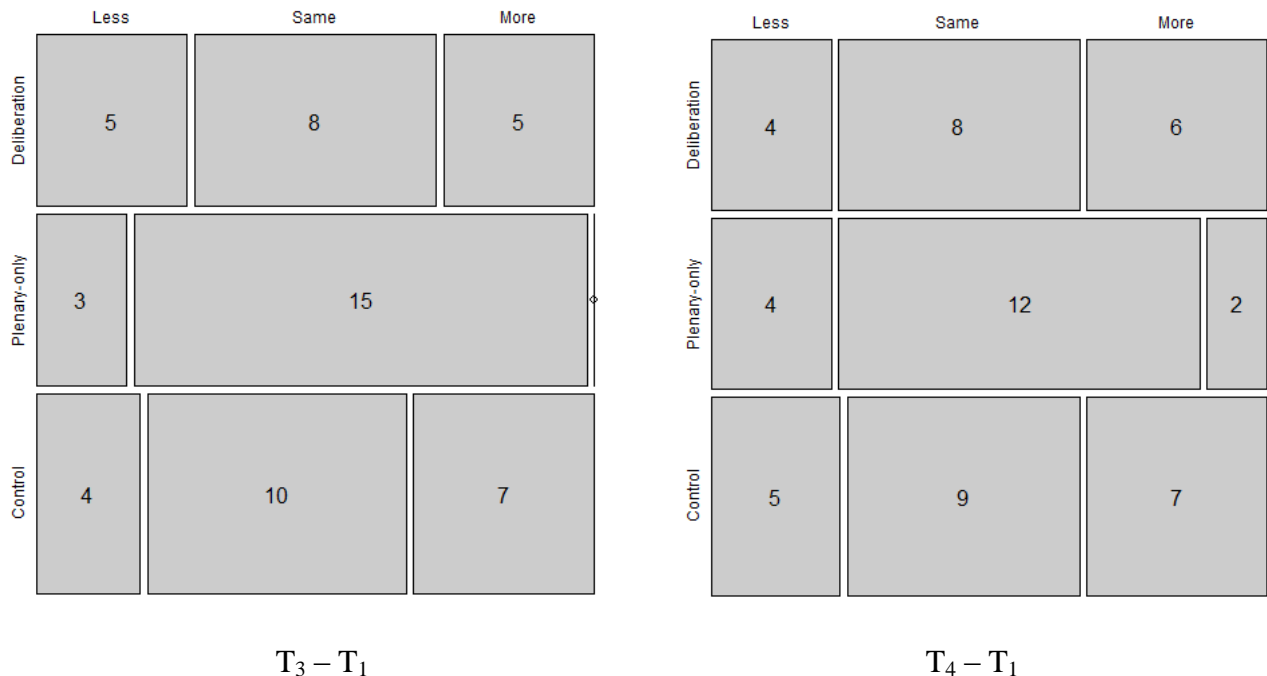 Less Same More
Deliberation 5 8 5
Plenary-only 3 15
Control 4 10 7
T₃ – T₁
Less Same More
Deliberation 4 8 6
Plenary-only 4 12 2
Control 5 9 7
T₄ – T₁